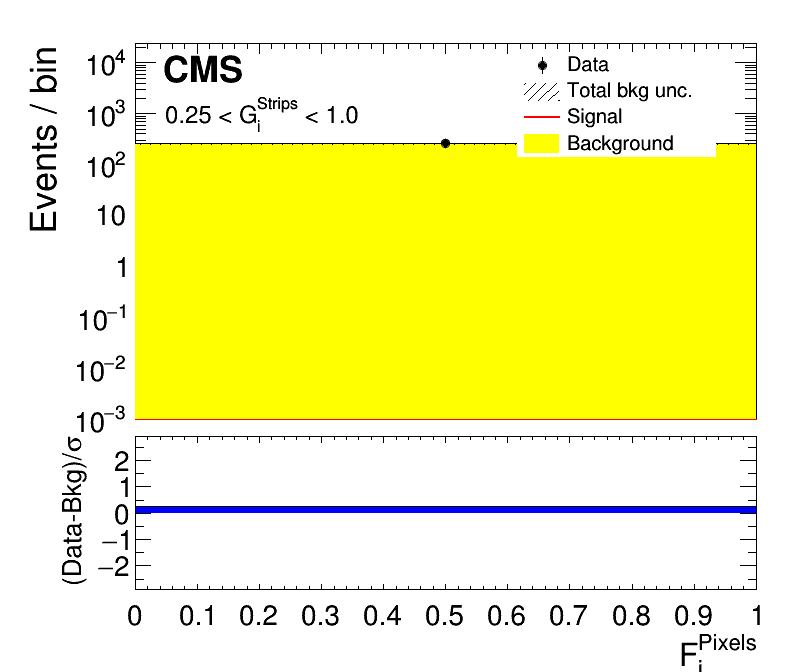 CMS
0.25 < G_i^Strips < 1.0
Data
Total bkg unc.
Signal
Background
Events / bin
10^4
10^3
10^2
10
1
10^−1
10^−2
10^−3
(Data-Bkg)/σ
2
1
0
−1
−2
0 0.1 0.2 0.3 0.4 0.5 0.6 0.7 0.8 0.9 1
F_i^Pixels